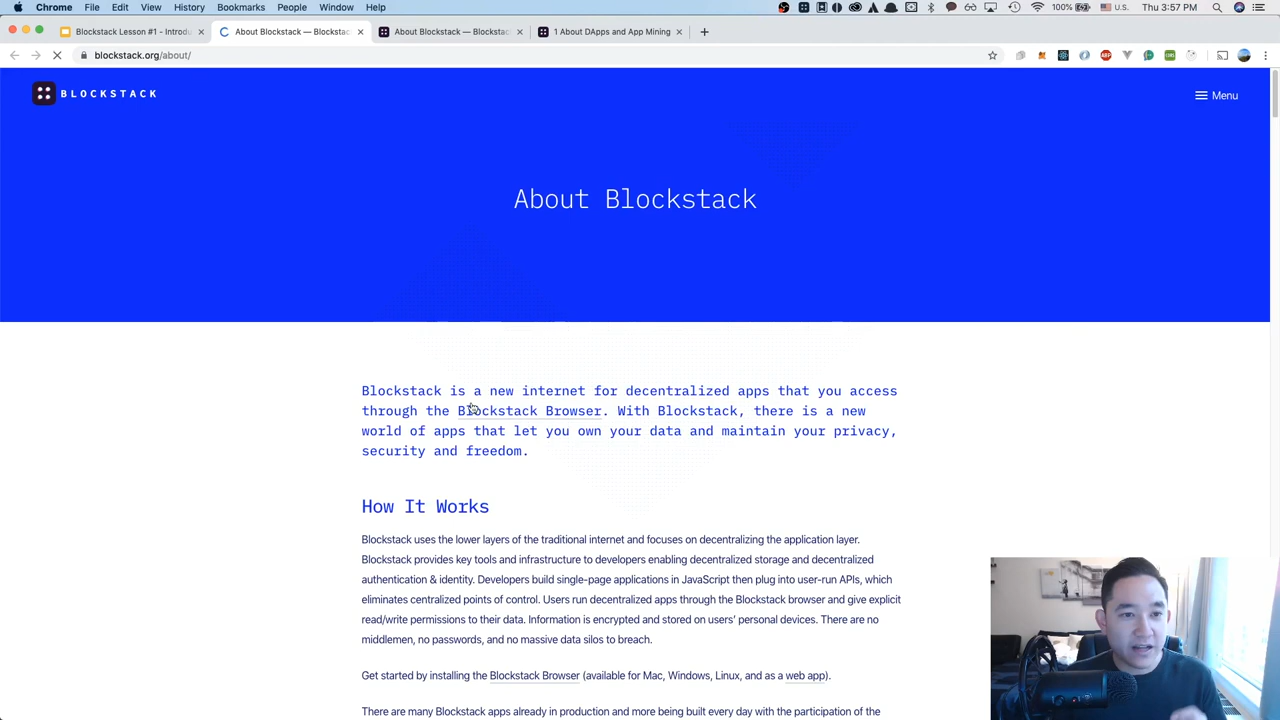 Chrome File Edit View History Bookmarks People Window Help
100% U.S. Thu 3:57 PM
Blockstack Lesson #1 - Introdu
About Blockstack — Blocksta
About Blockstack — Blocksta
1 About DApps and App Mining
blockstack.org/about/
BLOCKSTACK
Menu
About Blockstack
Blockstack is a new internet for decentralized apps that you access
through the Blockstack Browser. With Blockstack, there is a new
world of apps that let you own your data and maintain your privacy,
security and freedom.
How It Works
Blockstack uses the lower layers of the traditional internet and focuses on decentralizing the application layer.
Blockstack provides key tools and infrastructure to developers enabling decentralized storage and decentralized
authentication & identity. Developers build single-page applications in JavaScript then plug into user-run APIs, which
eliminates centralized points of control. Users run decentralized apps through the Blockstack browser and give explicit
read/write permissions to their data. Information is encrypted and stored on users’ personal devices. There are no
middlemen, no passwords, and no massive data silos to breach.
Get started by installing the Blockstack Browser (available for Mac, Windows, Linux, and as a web app).
There are many Blockstack apps already in production and more being built every day with the participation of the